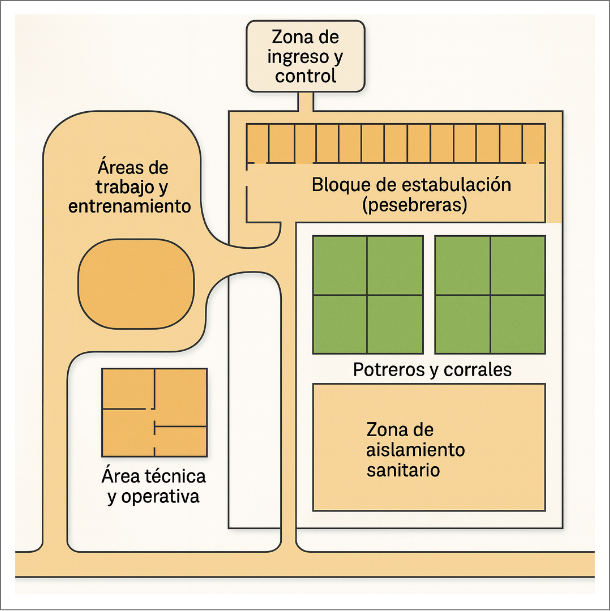 Zona de
ingreso y
control
Áreas de
trabajo y
entrenamiento
Bloque de estabulación
(pesebreras)
Potreros y corrales
Zona de
aislamiento
sanitario
Área técnica
y operativa